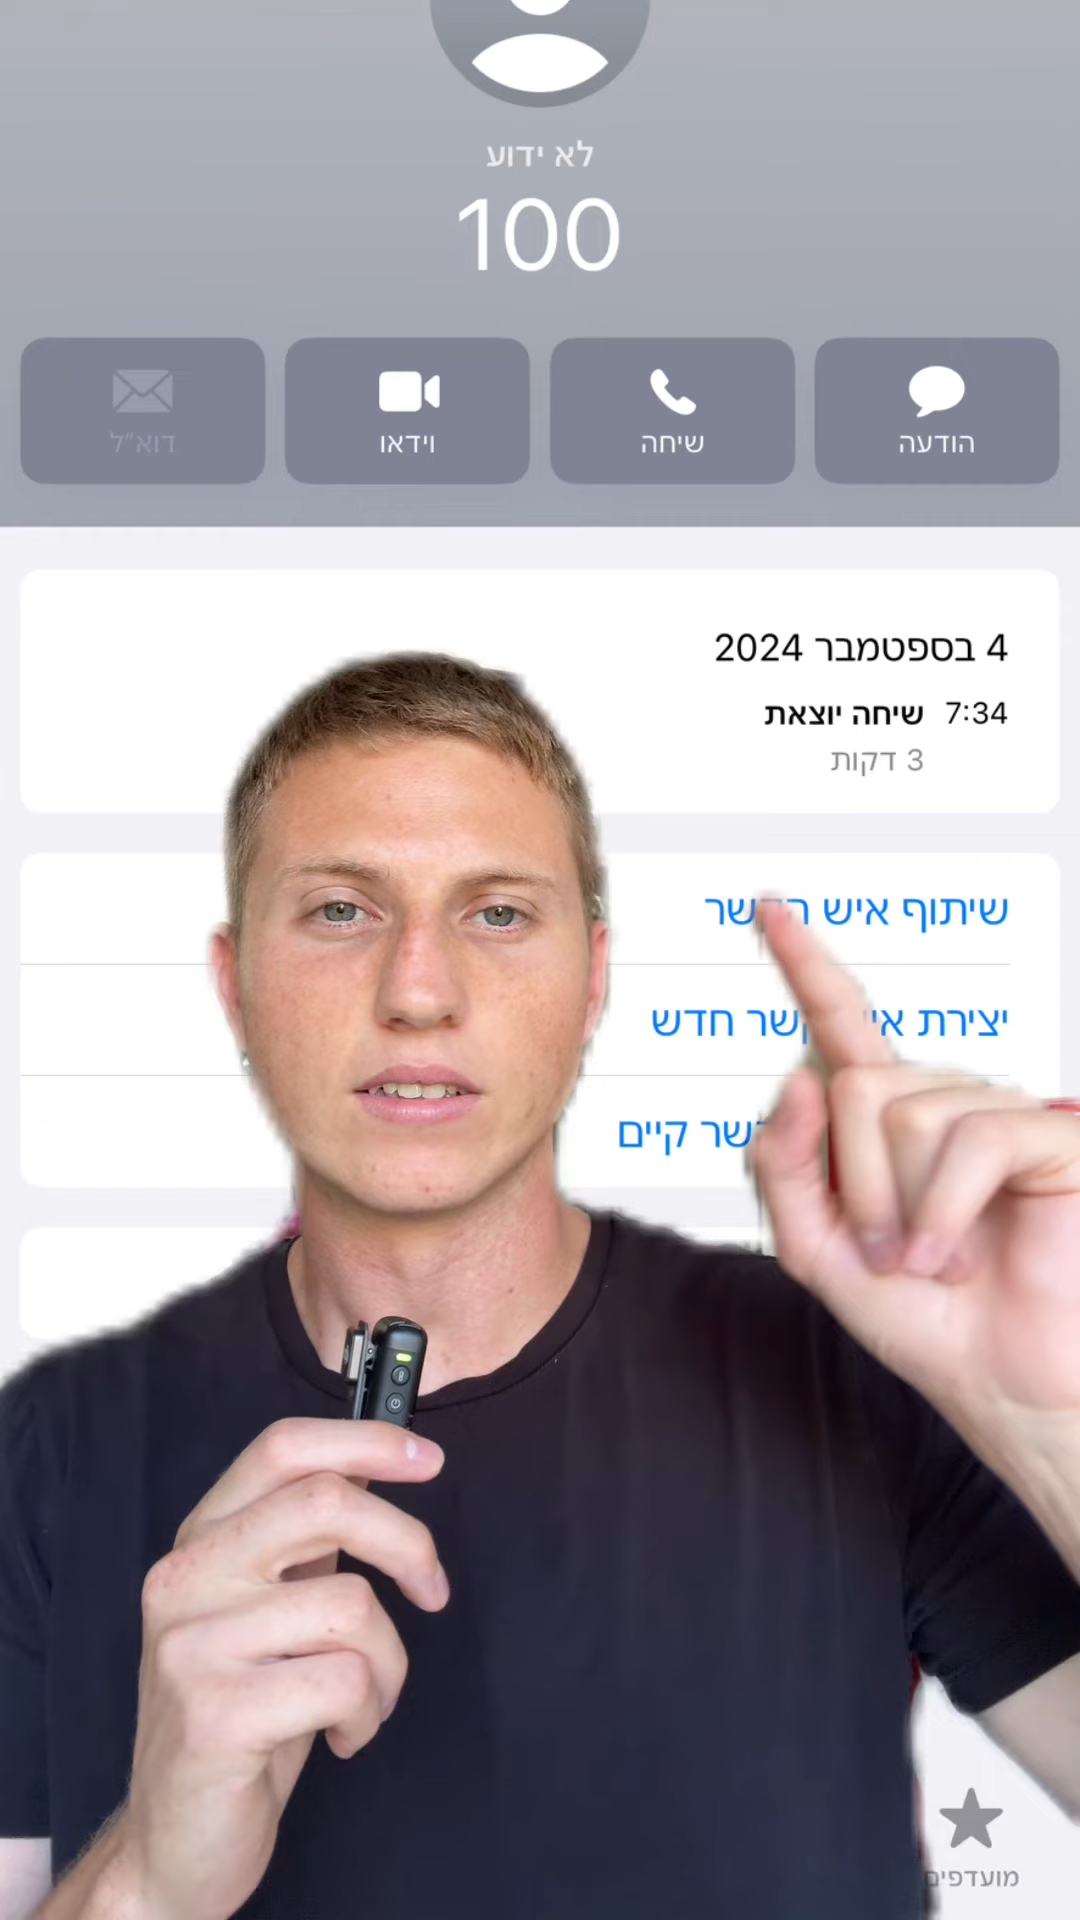 לא ידוע
100
הודעה
שיחה
וידאו
דוא״ל
4 בספטמבר 2024
7:34 שיחה יוצאת
3 דקות
שיתוף איש
יצירת קשר חדש
קיים
מועדפים